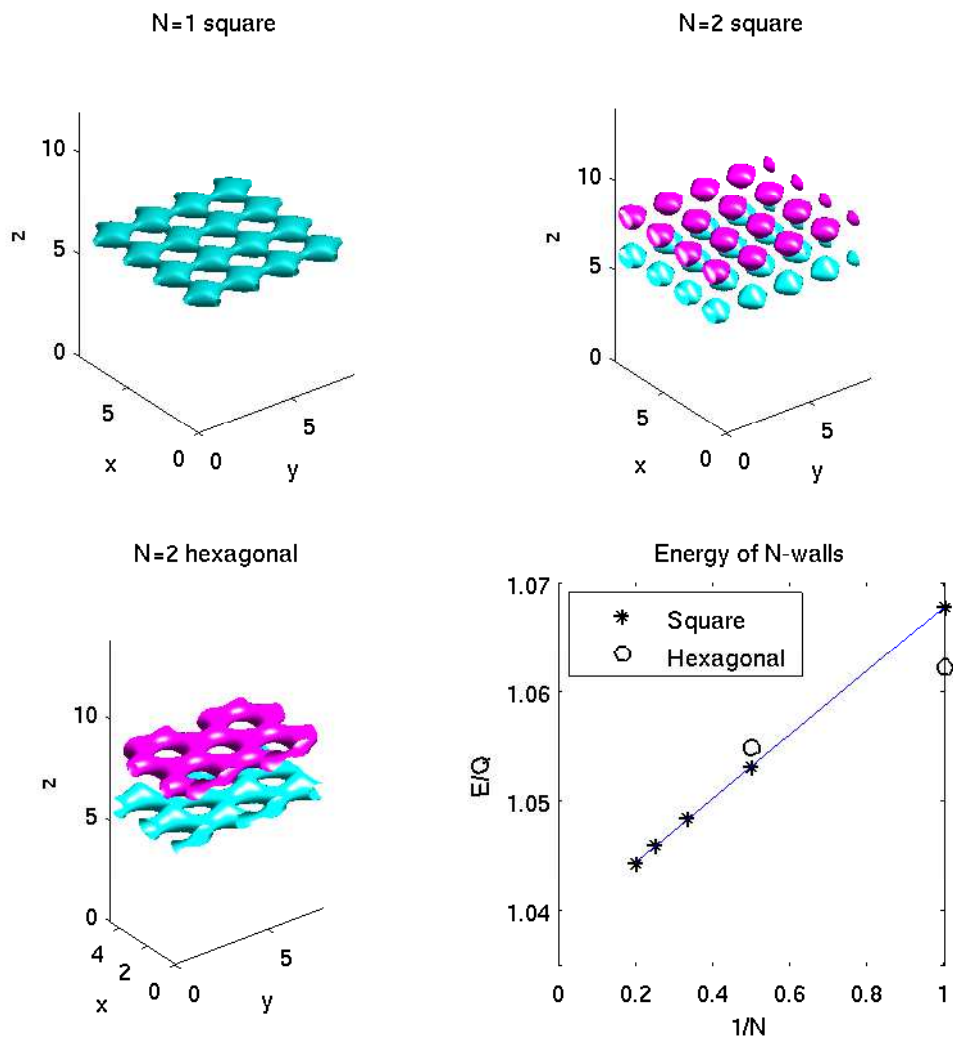 N=1 square
10
5
0
z
5
0
x
0
5
y
N=2 square
10
5
0
z
5
0
x
0
5
y
N=2 hexagonal
10
5
0
z
4
2
0
x
0
5
y
Energy of N-walls
1.07
1.06
1.05
1.04
E/Q
Square
Hexagonal
0 0.2 0.4 0.6 0.8 1
1/N